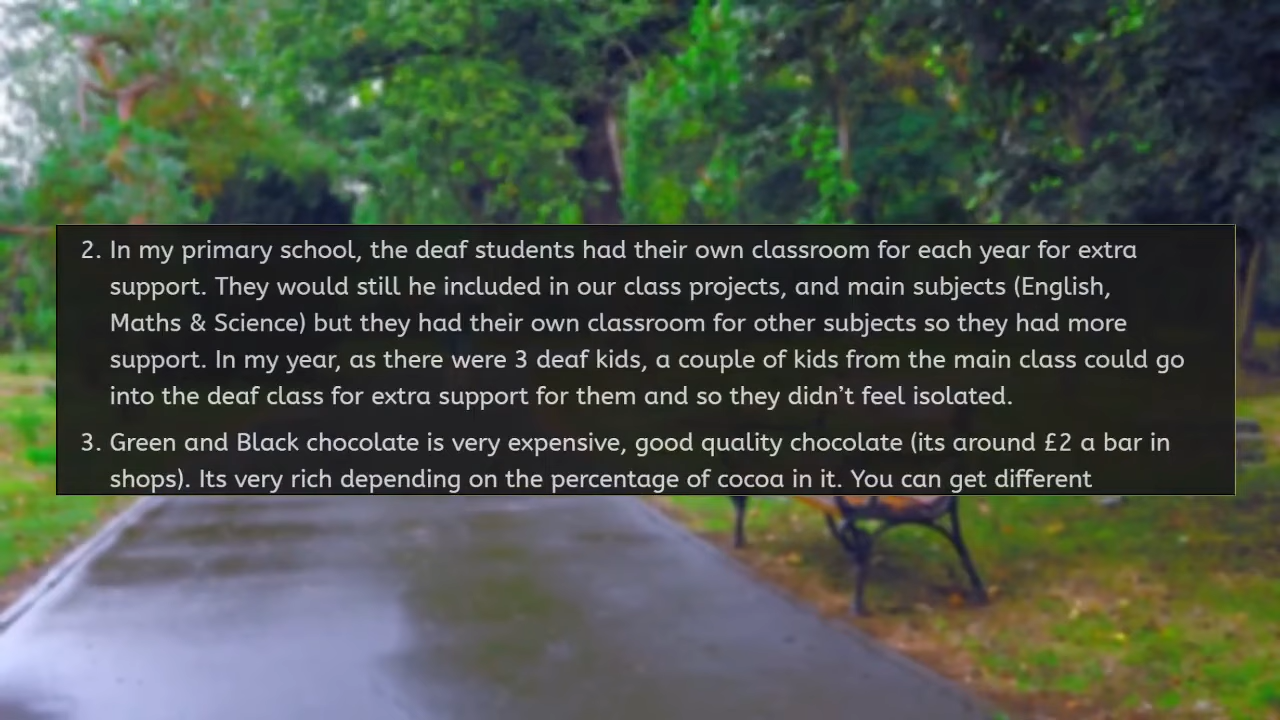 2. In my primary school, the deaf students had their own classroom for each year for extra
support. They would still he included in our class projects, and main subjects (English,
Maths & Science) but they had their own classroom for other subjects so they had more
support. In my year, as there were 3 deaf kids, a couple of kids from the main class could go
into the deaf class for extra support for them and so they didn’t feel isolated.
3. Green and Black chocolate is very expensive, good quality chocolate (its around £2 a bar in
shops). Its very rich depending on the percentage of cocoa in it. You can get different